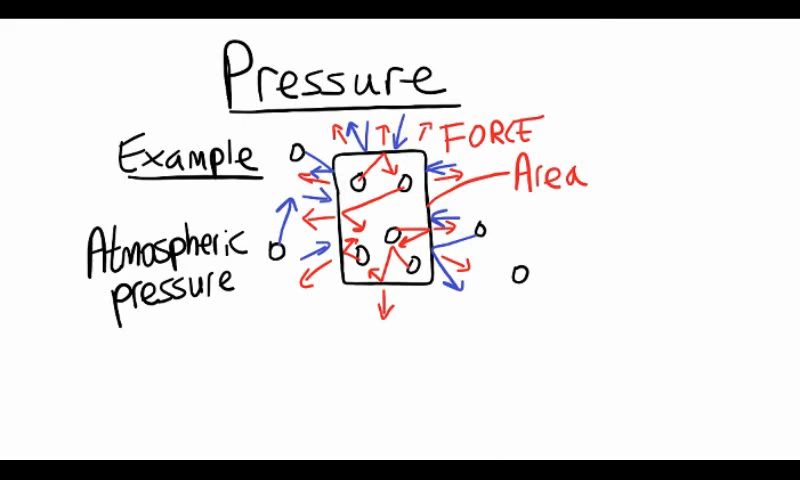 Pressure
Example
FORCE
Area
Atmospheric
pressure